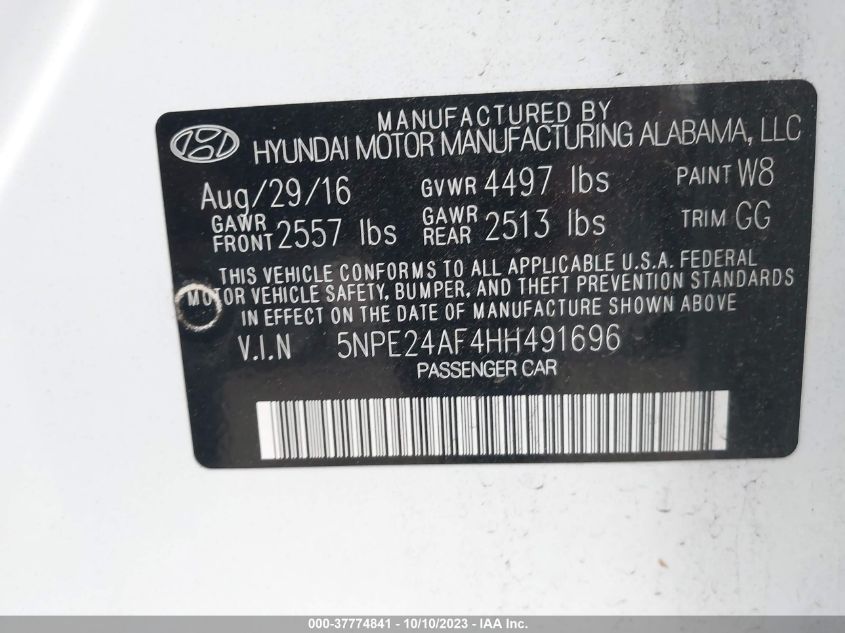 MANUFACTURED BY
HYUNDAI MOTOR MANUFACTURING ALABAMA, LLC
Aug/29/16 GVWR 4497 lbs PAINT W8
GAWR FRONT 2557 lbs GAWR REAR 2513 lbs TRIM GG
THIS VEHICLE CONFORMS TO ALL APPLICABLE U.S.A. FEDERAL
MOTOR VEHICLE SAFETY, BUMPER, AND THEFT PREVENTION STANDARDS
IN EFFECT ON THE DATE OF MANUFACTURE SHOWN ABOVE
V.I.N 5NPE24AF4HH491696
PASSENGER CAR
000-37774841 - 10/10/2023 - IAA Inc.